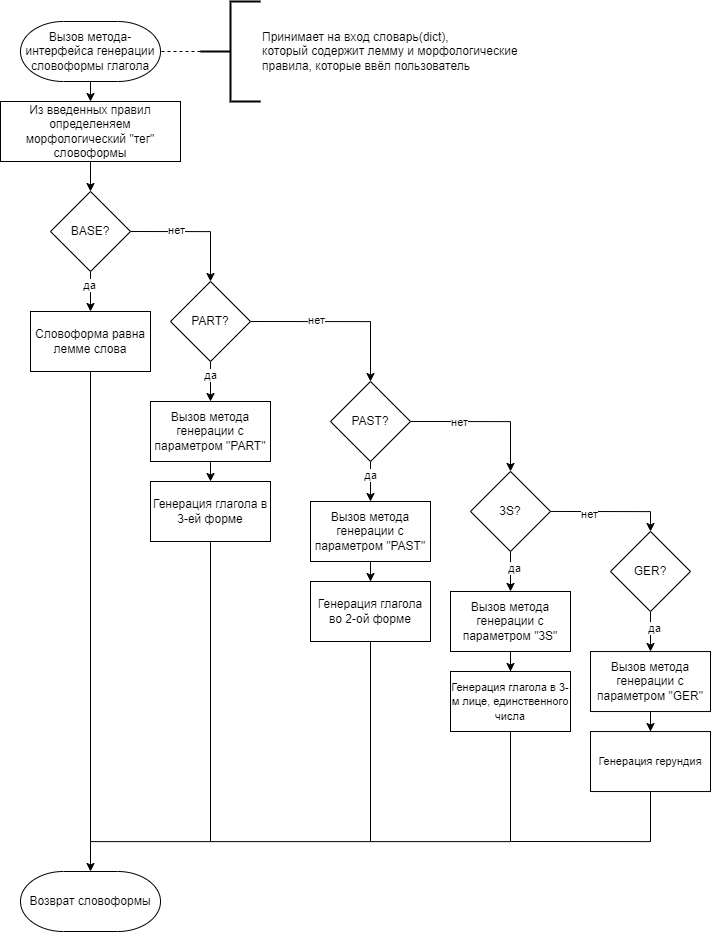 Вызов метода-
интерфейса генерации
словоформы глагола
Принимает на вход словарь(dict),
который содержит лемму и морфологические
правила, которые ввёл пользователь
Из введенных правил
определеняем
морфологический "тег"
словоформы
BASE?
нет
да
Словоформа равна
лемме слова
PART?
нет
да
Вызов метода
генерации с
параметром "PART"
Генерация глагола в
3-ей форме
PAST?
нет
да
Вызов метода
генерации с
параметром "PAST"
Генерация глагола
во 2-ой форме
3S?
нет
да
Вызов метода
генерации с
параметром "3S"
Генерация глагола в 3-
м лице, единственного
числа
GER?
да
Вызов метода
генерации с
параметром "GER"
Генерация герундия
Возврат словоформы